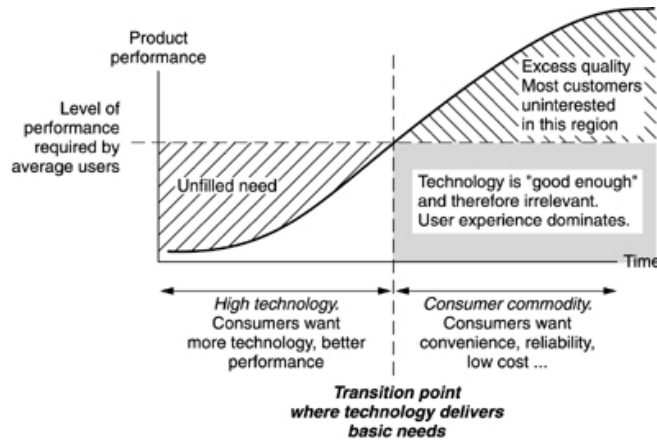 Product
performance
Level of
performance
required by
average users
Unfilled need
Excess quality
Most customers
uninterested
in this region
Technology is "good enough"
and therefore irrelevant.
User experience dominates.
Time
High technology.
Consumers want
more technology, better
performance
Consumer commodity.
Consumers want
convenience, reliability,
low cost ...
Transition point
where technology delivers
basic needs